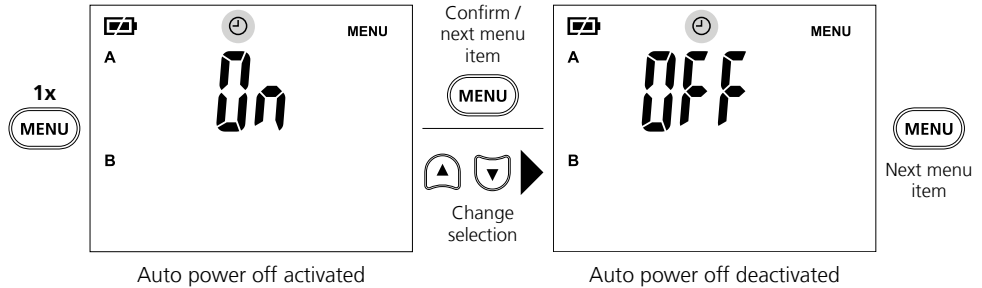 1x
MENU
MENU
A
On
B
Auto power off activated
Confirm /
next menu
item
MENU
Change
selection
MENU
A
OFF
B
Auto power off deactivated
MENU
Next menu
item